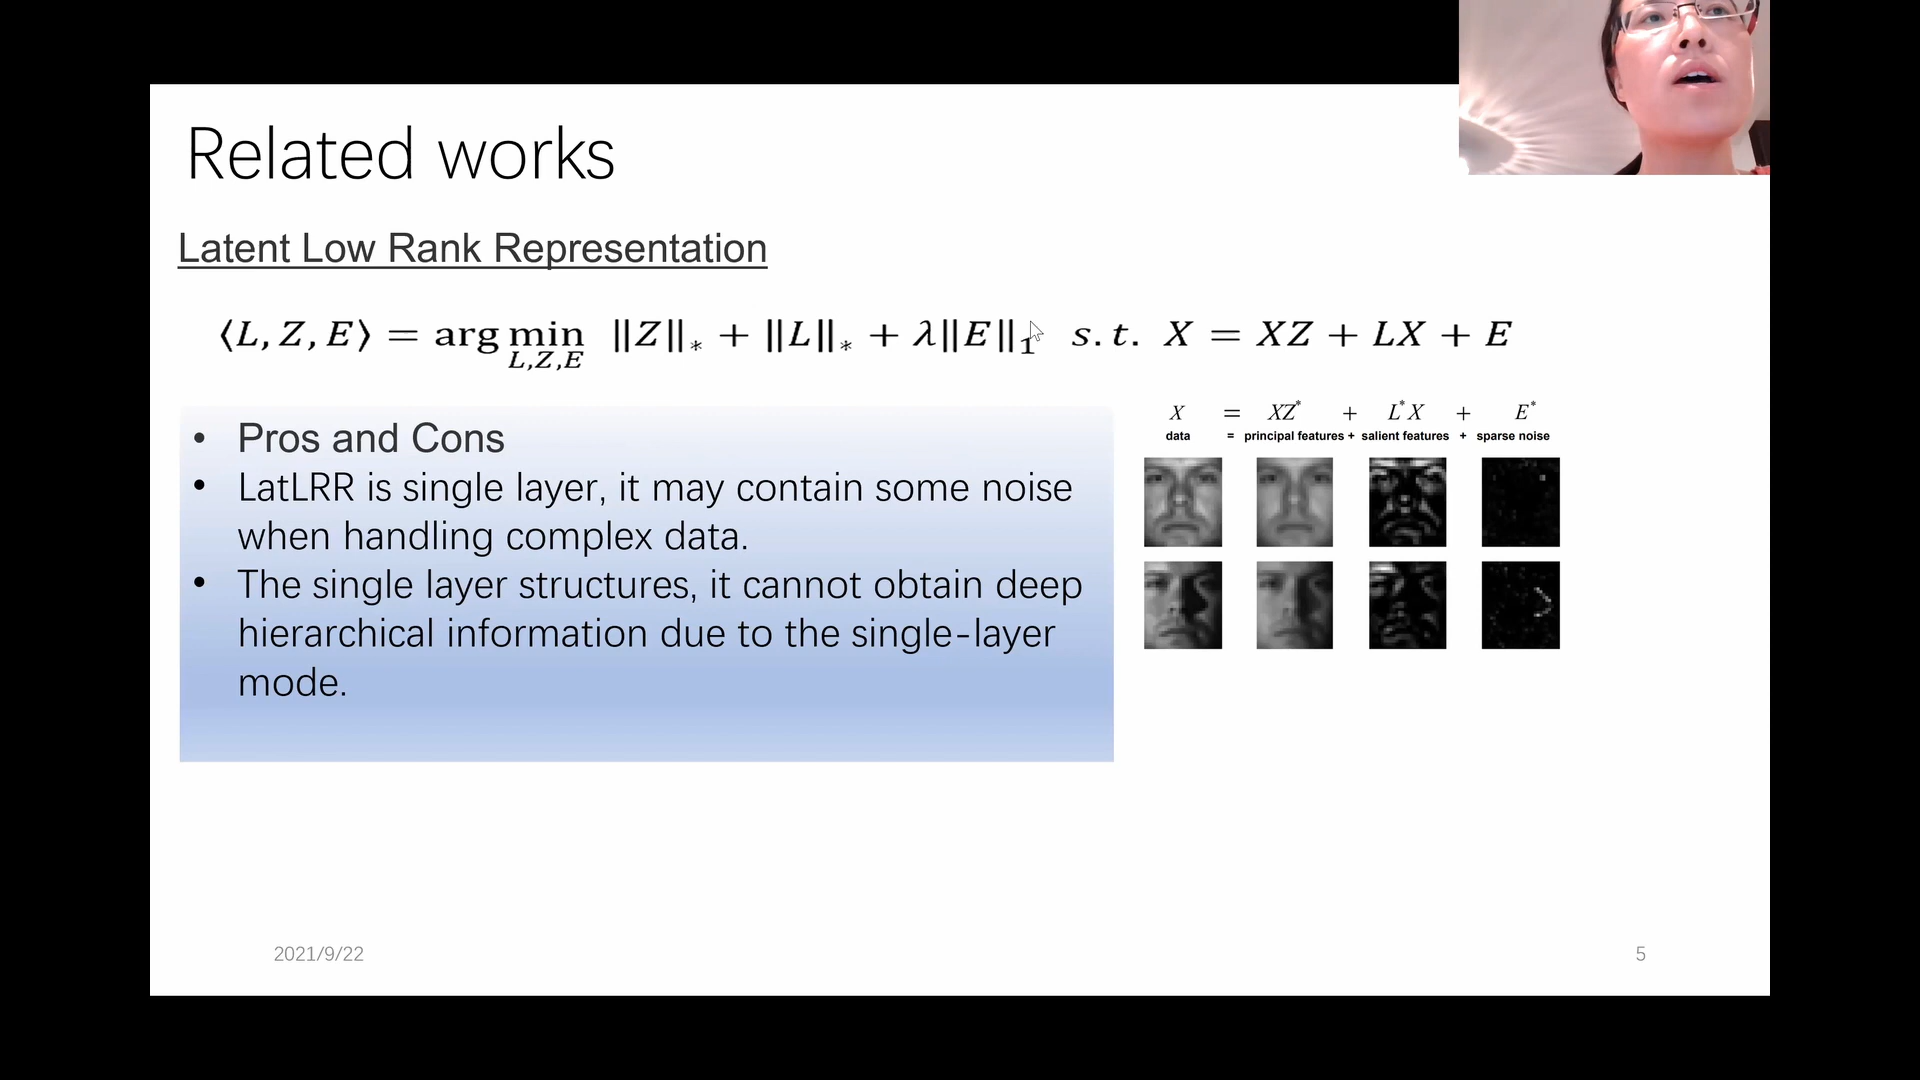 Related works
Latent Low Rank Representation
⟨L, Z, E⟩ = arg min ‖Z‖* + ‖L‖* + λ‖E‖1 s.t. X = XZ + LX + E
L,Z,E
• Pros and Cons
• LatLRR is single layer, it may contain some noise
when handling complex data.
• The single layer structures, it cannot obtain deep
hierarchical information due to the single-layer
mode.
X = XZ* + L*X + E*
data = principal features + salient features + sparse noise
2021/9/22
5